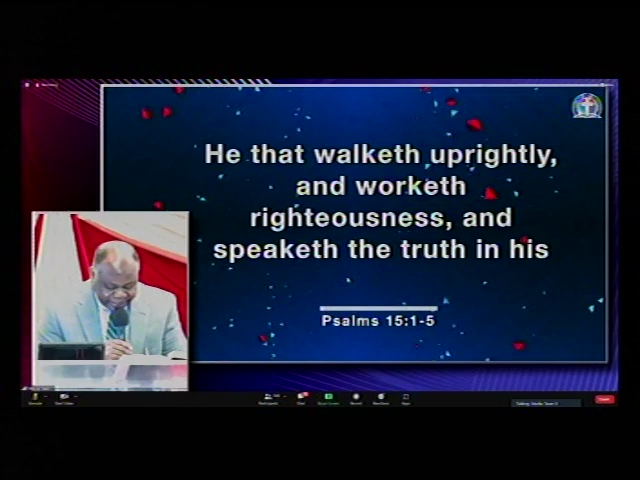 He that walketh uprightly,
and worketh
righteousness, and
speaketh the truth in his
Psalms 15:1-5